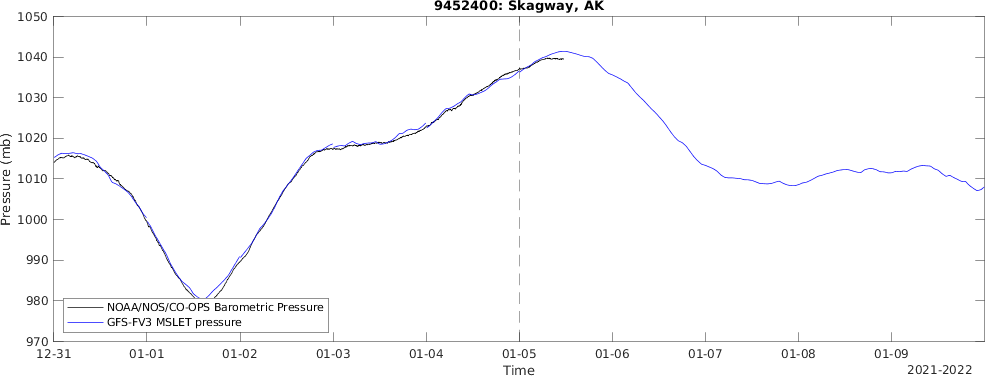 9452400: Skagway, AK
1050
1040
1030
1020
1010
1000
990
980
970
Pressure (mb)
NOAA/NOS/CO-OPS Barometric Pressure
GFS-FV3 MSLET pressure
12-31 01-01 01-02 01-03 01-04 01-05 01-06 01-07 01-08 01-09
Time
2021-2022